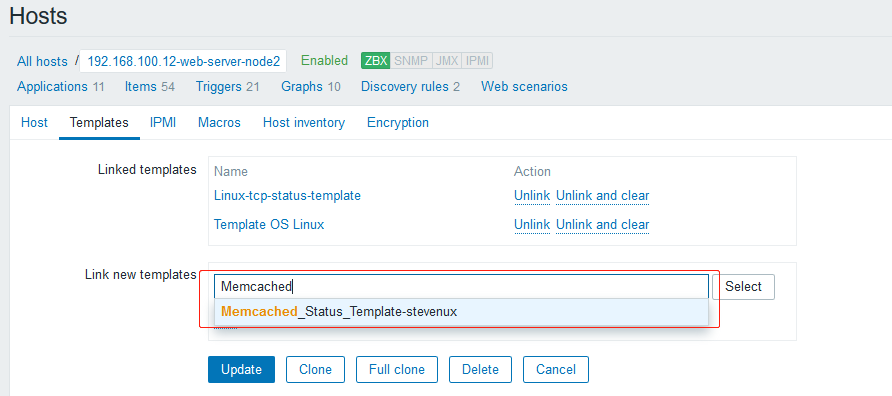 Hosts
All hosts / 192.168.100.12-web-server-node2 Enabled ZBX SNMP JMX IPMI
Applications 11 Items 54 Triggers 21 Graphs 10 Discovery rules 2 Web scenarios
Host Templates IPMI Macros Host inventory Encryption
Linked templates Name Action
Linux-tcp-status-template Unlink Unlink and clear
Template OS Linux Unlink Unlink and clear
Link new templates Memcached Select
Memcached_Status_Template-stevenux
Update Clone Full clone Delete Cancel